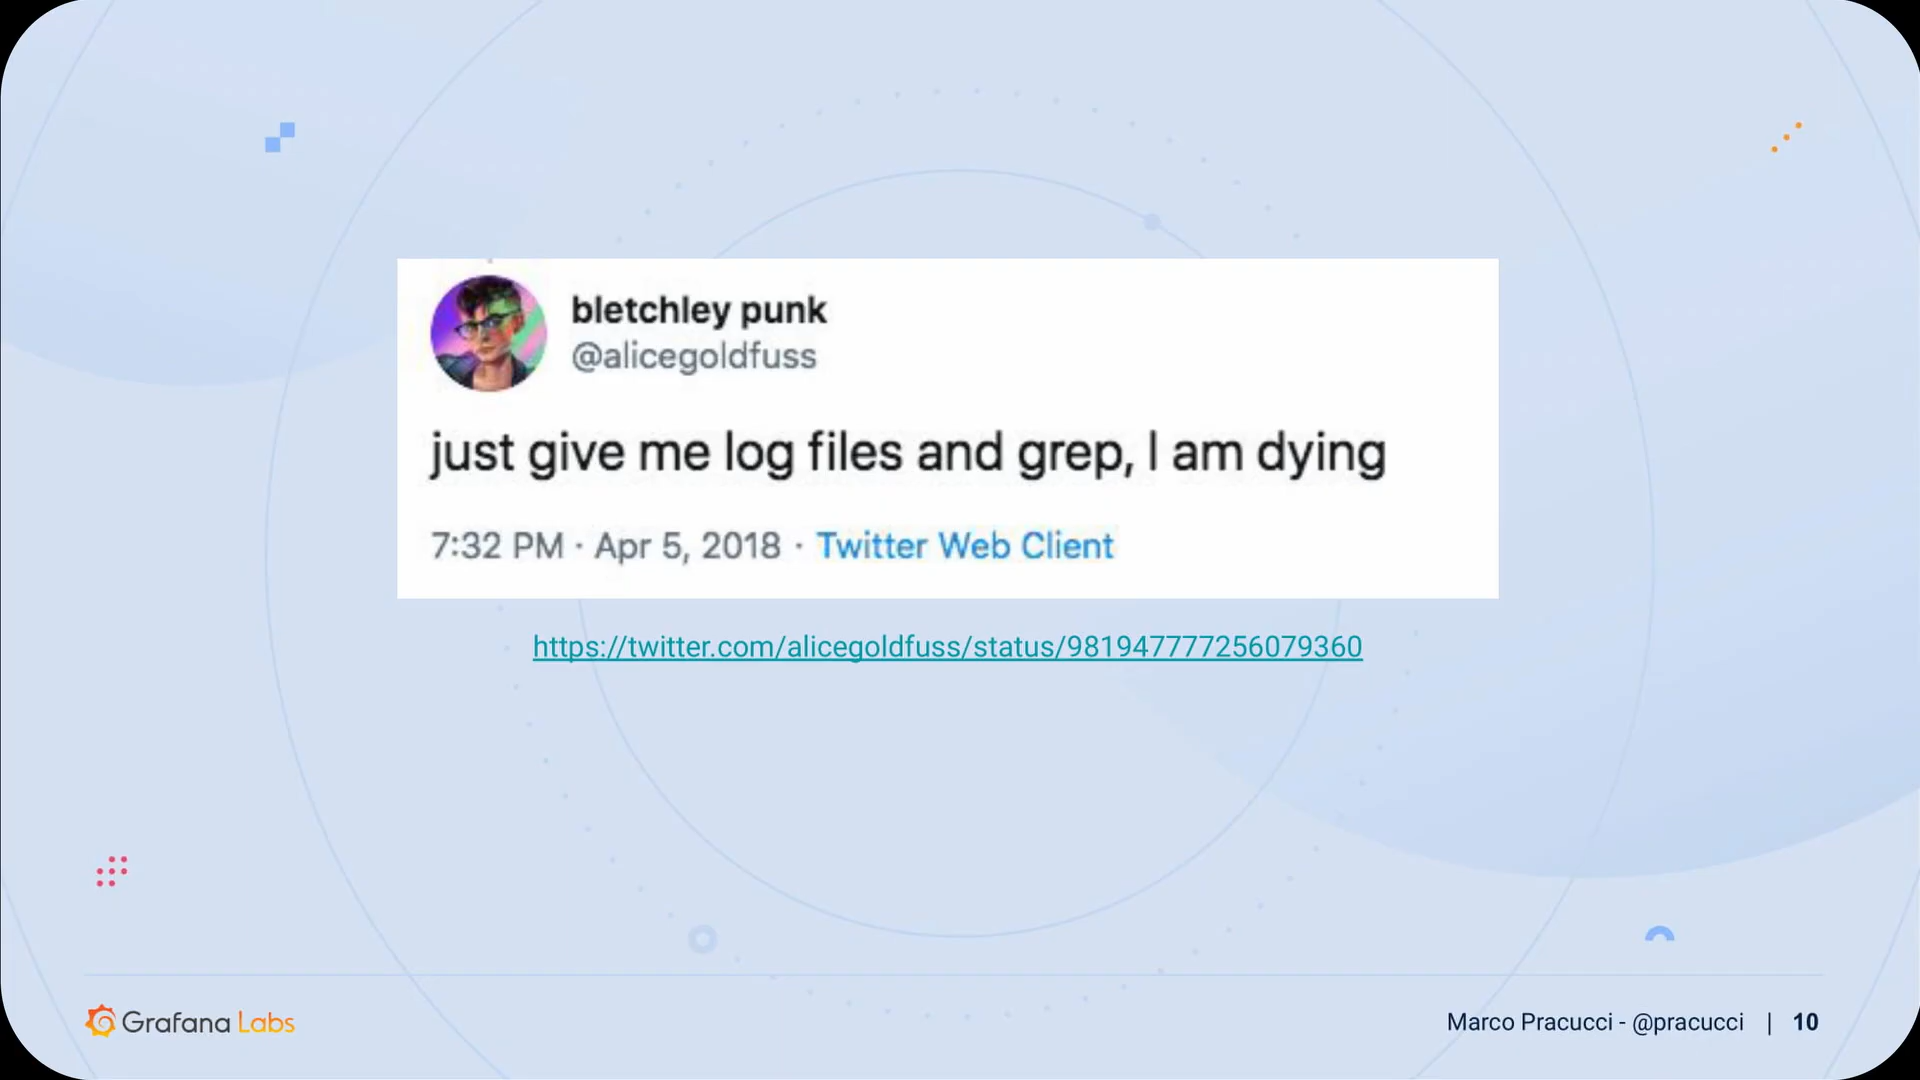 bletchley punk
@alicegoldfuss
just give me log files and grep, I am dying
7:32 PM · Apr 5, 2018 · Twitter Web Client
https://twitter.com/alicegoldfuss/status/981947777256079360
Grafana Labs
Marco Pracucci - @pracucci | 10